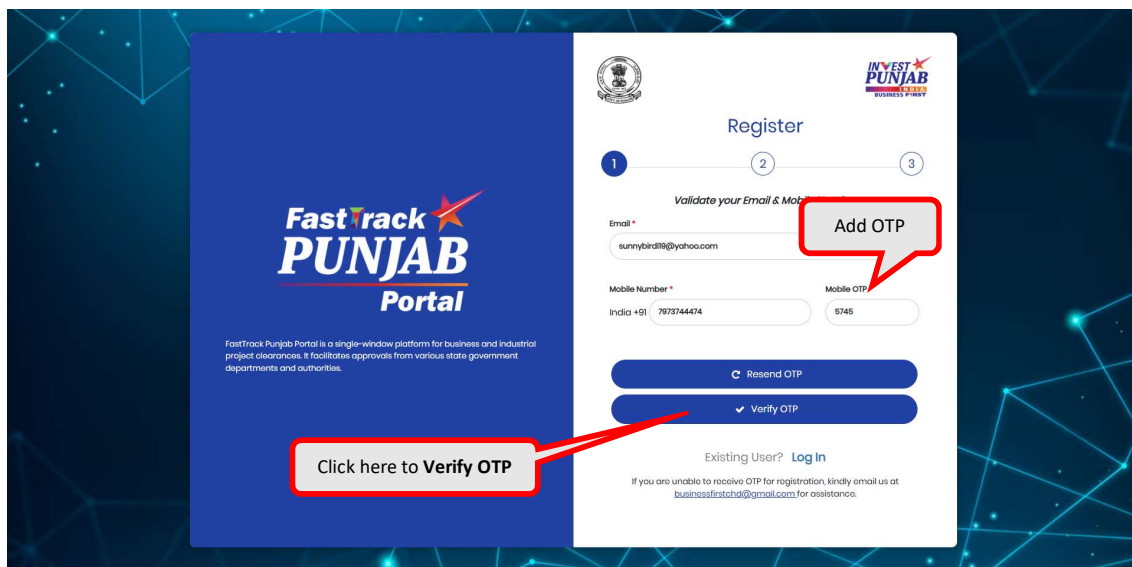 FastTrack
PUNJAB
Portal
FastTrack Punjab Portal is a single-window platform for business and industrial
project clearances. It facilitates approvals from various state government
departments and authorities.
Click here to Verify OTP
INVEST
PUNJAB
INDIA
BUSINESS FIRST
Register
1
2
3
Validate your Email &
Add OTP
Email *
sunnybirdi19@yahoo.com
Mobile Number *
Mobile OTP
India +91
7973744474
5745
Resend OTP
Verify OTP
Existing User? Log In
If you are unable to receive OTP for registration, kindly email us at
businessfirstchd@gmail.com for assistance.